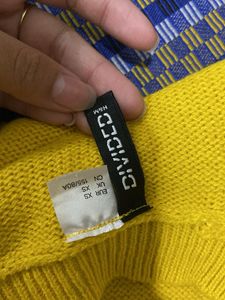 H&M
DIVIDED
EUR XS
UK XS
CN 155/80A